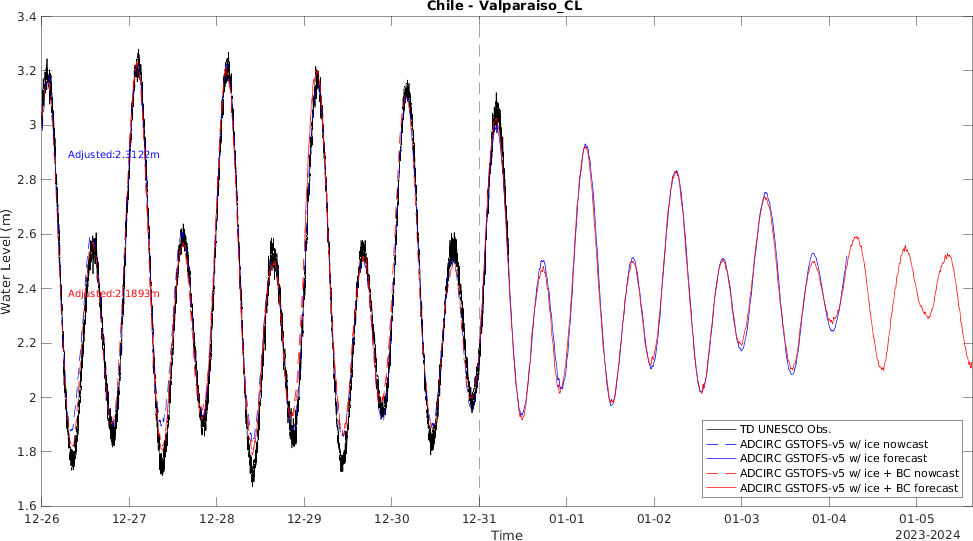 Chile - Valparaiso_CL
3.4
3.2
3
2.8
2.6
2.4
2.2
2
1.8
1.6
Water Level (m)
Adjusted:2.3122m
Adjusted:2.1893m
TD UNESCO Obs.
ADCIRC GSTOFS-v5 w/ ice nowcast
ADCIRC GSTOFS-v5 w/ ice forecast
ADCIRC GSTOFS-v5 w/ ice + BC nowcast
ADCIRC GSTOFS-v5 w/ ice + BC forecast
12-26 12-27 12-28 12-29 12-30 12-31 01-01 01-02 01-03 01-04 01-05
Time
2023-2024